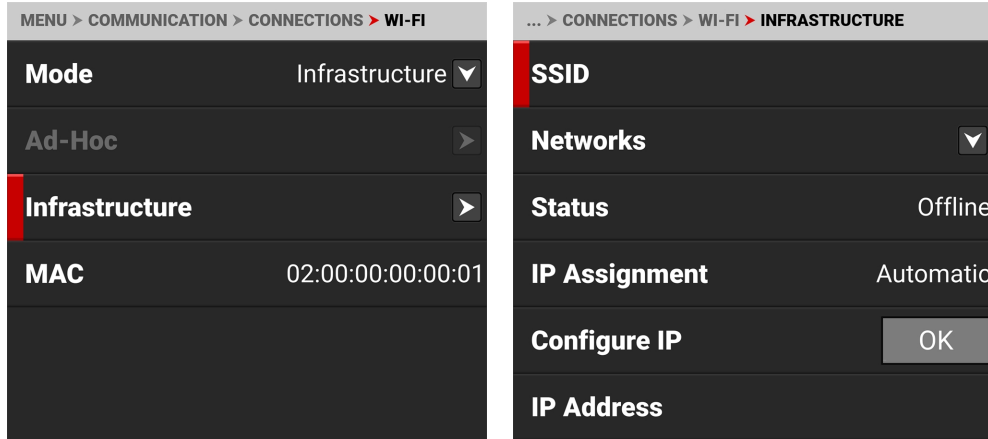 MENU > COMMUNICATION > CONNECTIONS > WI-FI
Mode Infrastructure
Ad-Hoc
Infrastructure
MAC 02:00:00:00:00:01
... > CONNECTIONS > WI-FI > INFRASTRUCTURE
SSID
Networks
Status Offline
IP Assignment Automatic
Configure IP OK
IP Address